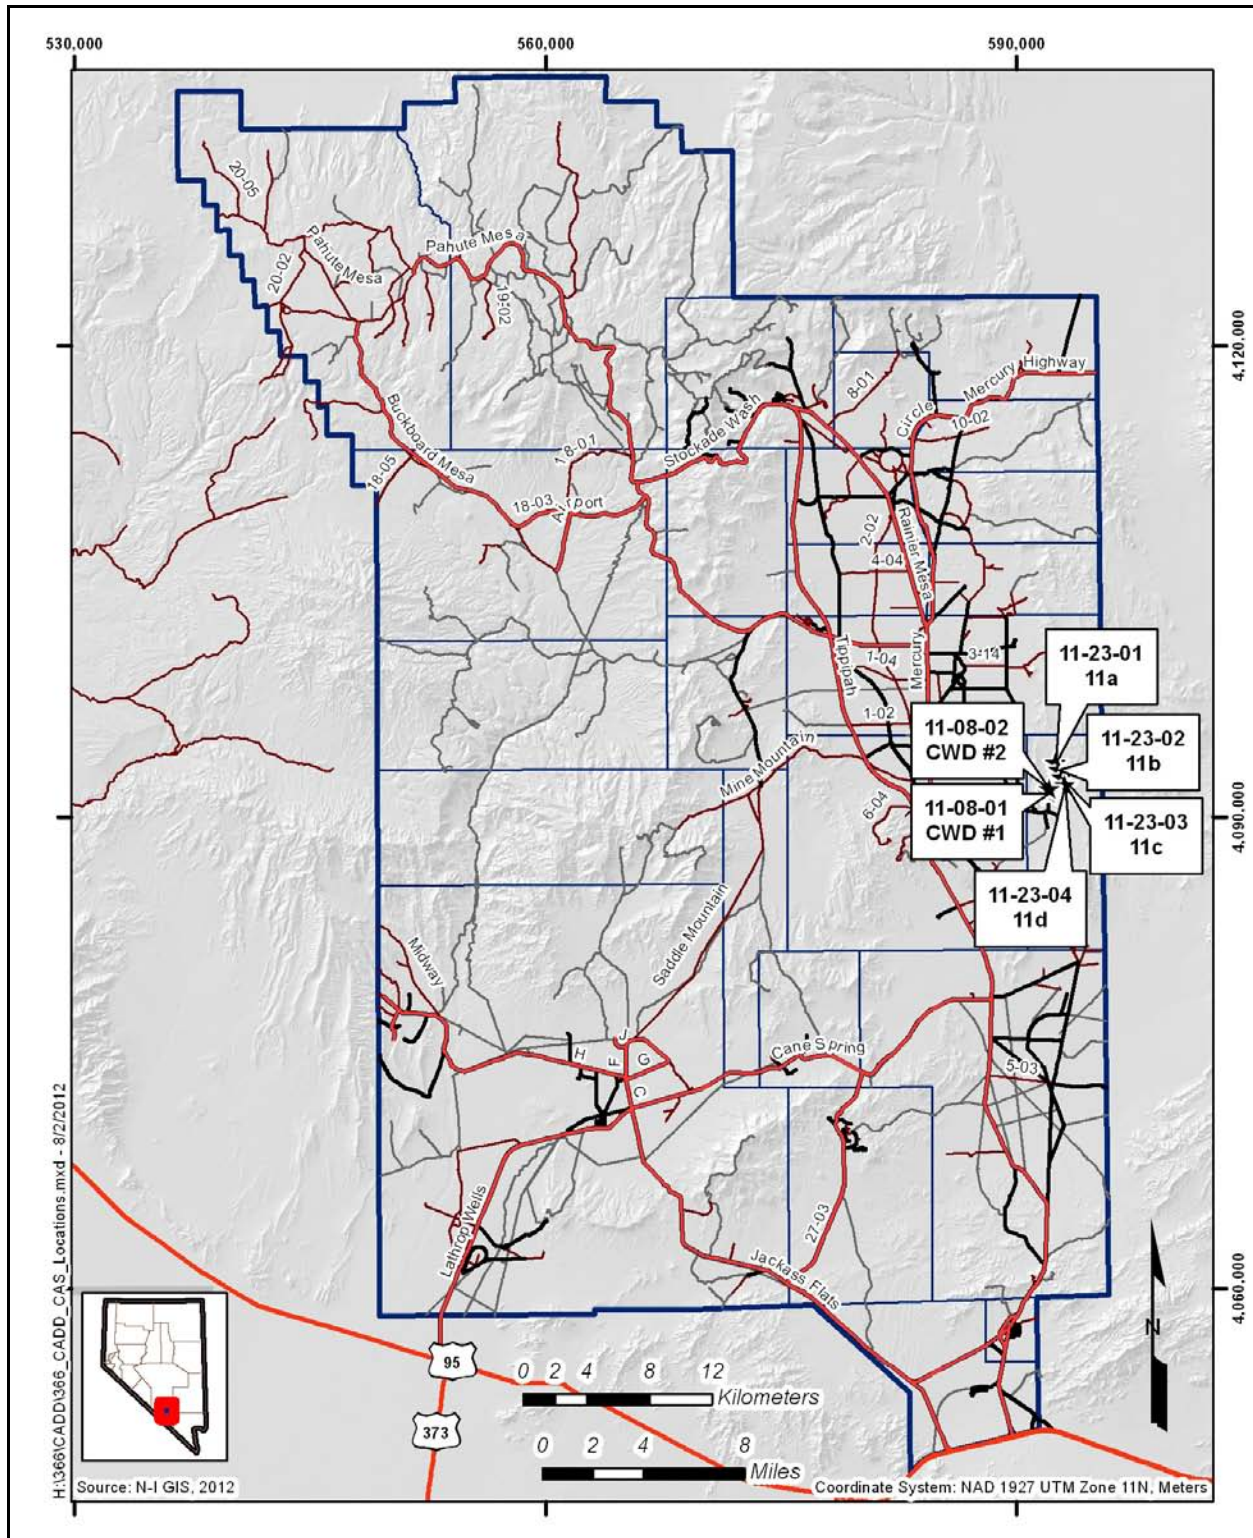 530,000
560,000
590,000
20-05
Pahute Mesa
Pahute Mesa
20-02
19-02
4,120,000
Mercury Highway
8-01
Circle
10-02
Stockade Wash
Buckboard Mesa
18-01
18-05
18-03
Airport
2-02
Rainier Mesa
4-04
Tippipah
1-04
Mercury
3-14
11-23-01
11a
1-02
11-08-02
CWD #2
11-23-02
11b
Mine Mountain
11-08-01
CWD #1
6-04
11-23-03
11c
4,090,000
11-23-04
11d
Saddle Mountain
Midway
J
H
F
G
C
Cane Spring
5-03
27-03
Lathrop Wells
Jackass Flats
4,060,000
N
95
373
0 2 4 8 12
Kilometers
0 2 4 8
Miles
Source: N-I GIS, 2012
Coordinate System: NAD 1927 UTM Zone 11N, Meters
H:\366\CADD\366_CADD_CAS_Locations.mxd - 8/2/2012